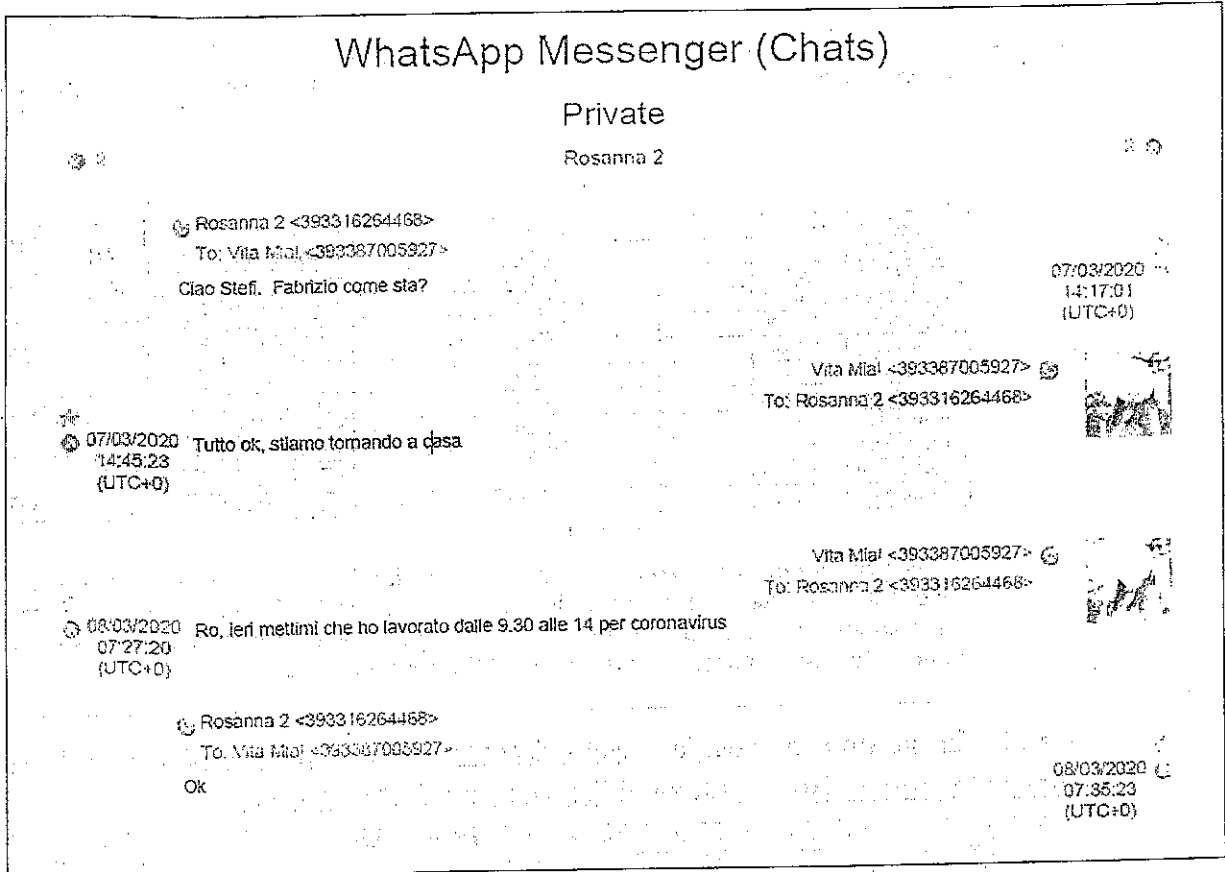 WhatsApp Messenger (Chats)
Private
2
Rosanna 2
2
Rosanna 2 <393316264468>
To: Vita Mia! <393387005927>
Ciao Stefi. Fabrizio come sta?
07/03/2020
14:17:01
(UTC+0)
Vita Mia! <393387005927>
To: Rosanna 2 <393316264468>
07/03/2020 Tutto ok, stiamo tornando a casa
14:45:23
(UTC+0)
Vita Mia! <393387005927>
To: Rosanna 2 <393316264468>
08/03/2020 Ro, ieri mettimi che ho lavorato dalle 9.30 alle 14 per coronavirus
07:27:20
(UTC+0)
Rosanna 2 <393316264468>
To: Vita Mia! <393387005927>
Ok
08/03/2020
07:35:23
(UTC+0)